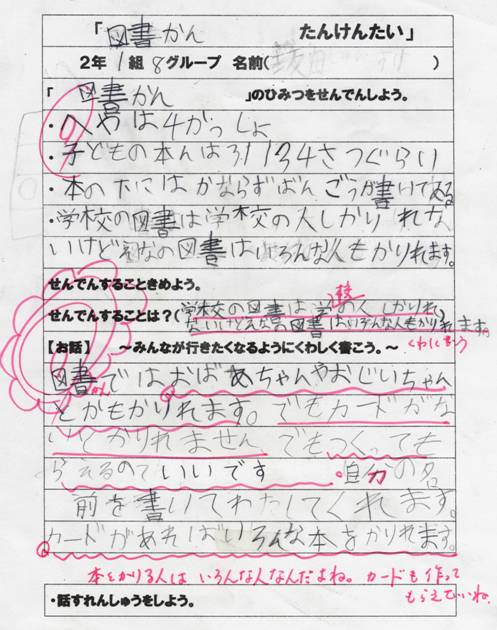 「図書かん たんけんたい」
2年1組8グループ 名前( )
「 図書かん 」のひみつをせんでんしよう。
・へやは4がっしょ
・子どもの本んは31134さつぐらい
・本の下にはかならずばんごうが書いてある
・学校の図書は学校の人しかりれな
いけど の図書はいろんな人もかりれます。
せんでんすることきめよう。
せんでんすることは?(学校の図書は学校の人しかりれ
ないけど の図書はいろんな人もかりれます。
くわしく書こう)
【お話】 ~みんなが行きたくなるようにくわしく書こう。~
図書かんではおばあちゃんやおじいちゃん
とかもかりれます。でもカードがな
いとかりれません でもつくっても
らえるのでいいです 。自分の名
前を書いてわたしてくれます。
カードがあればいろんな本をかりれます。
本をかりる人は いろんな人なんだよね。カードも作って
もらえていいね。
・話すれんしゅうをしよう。